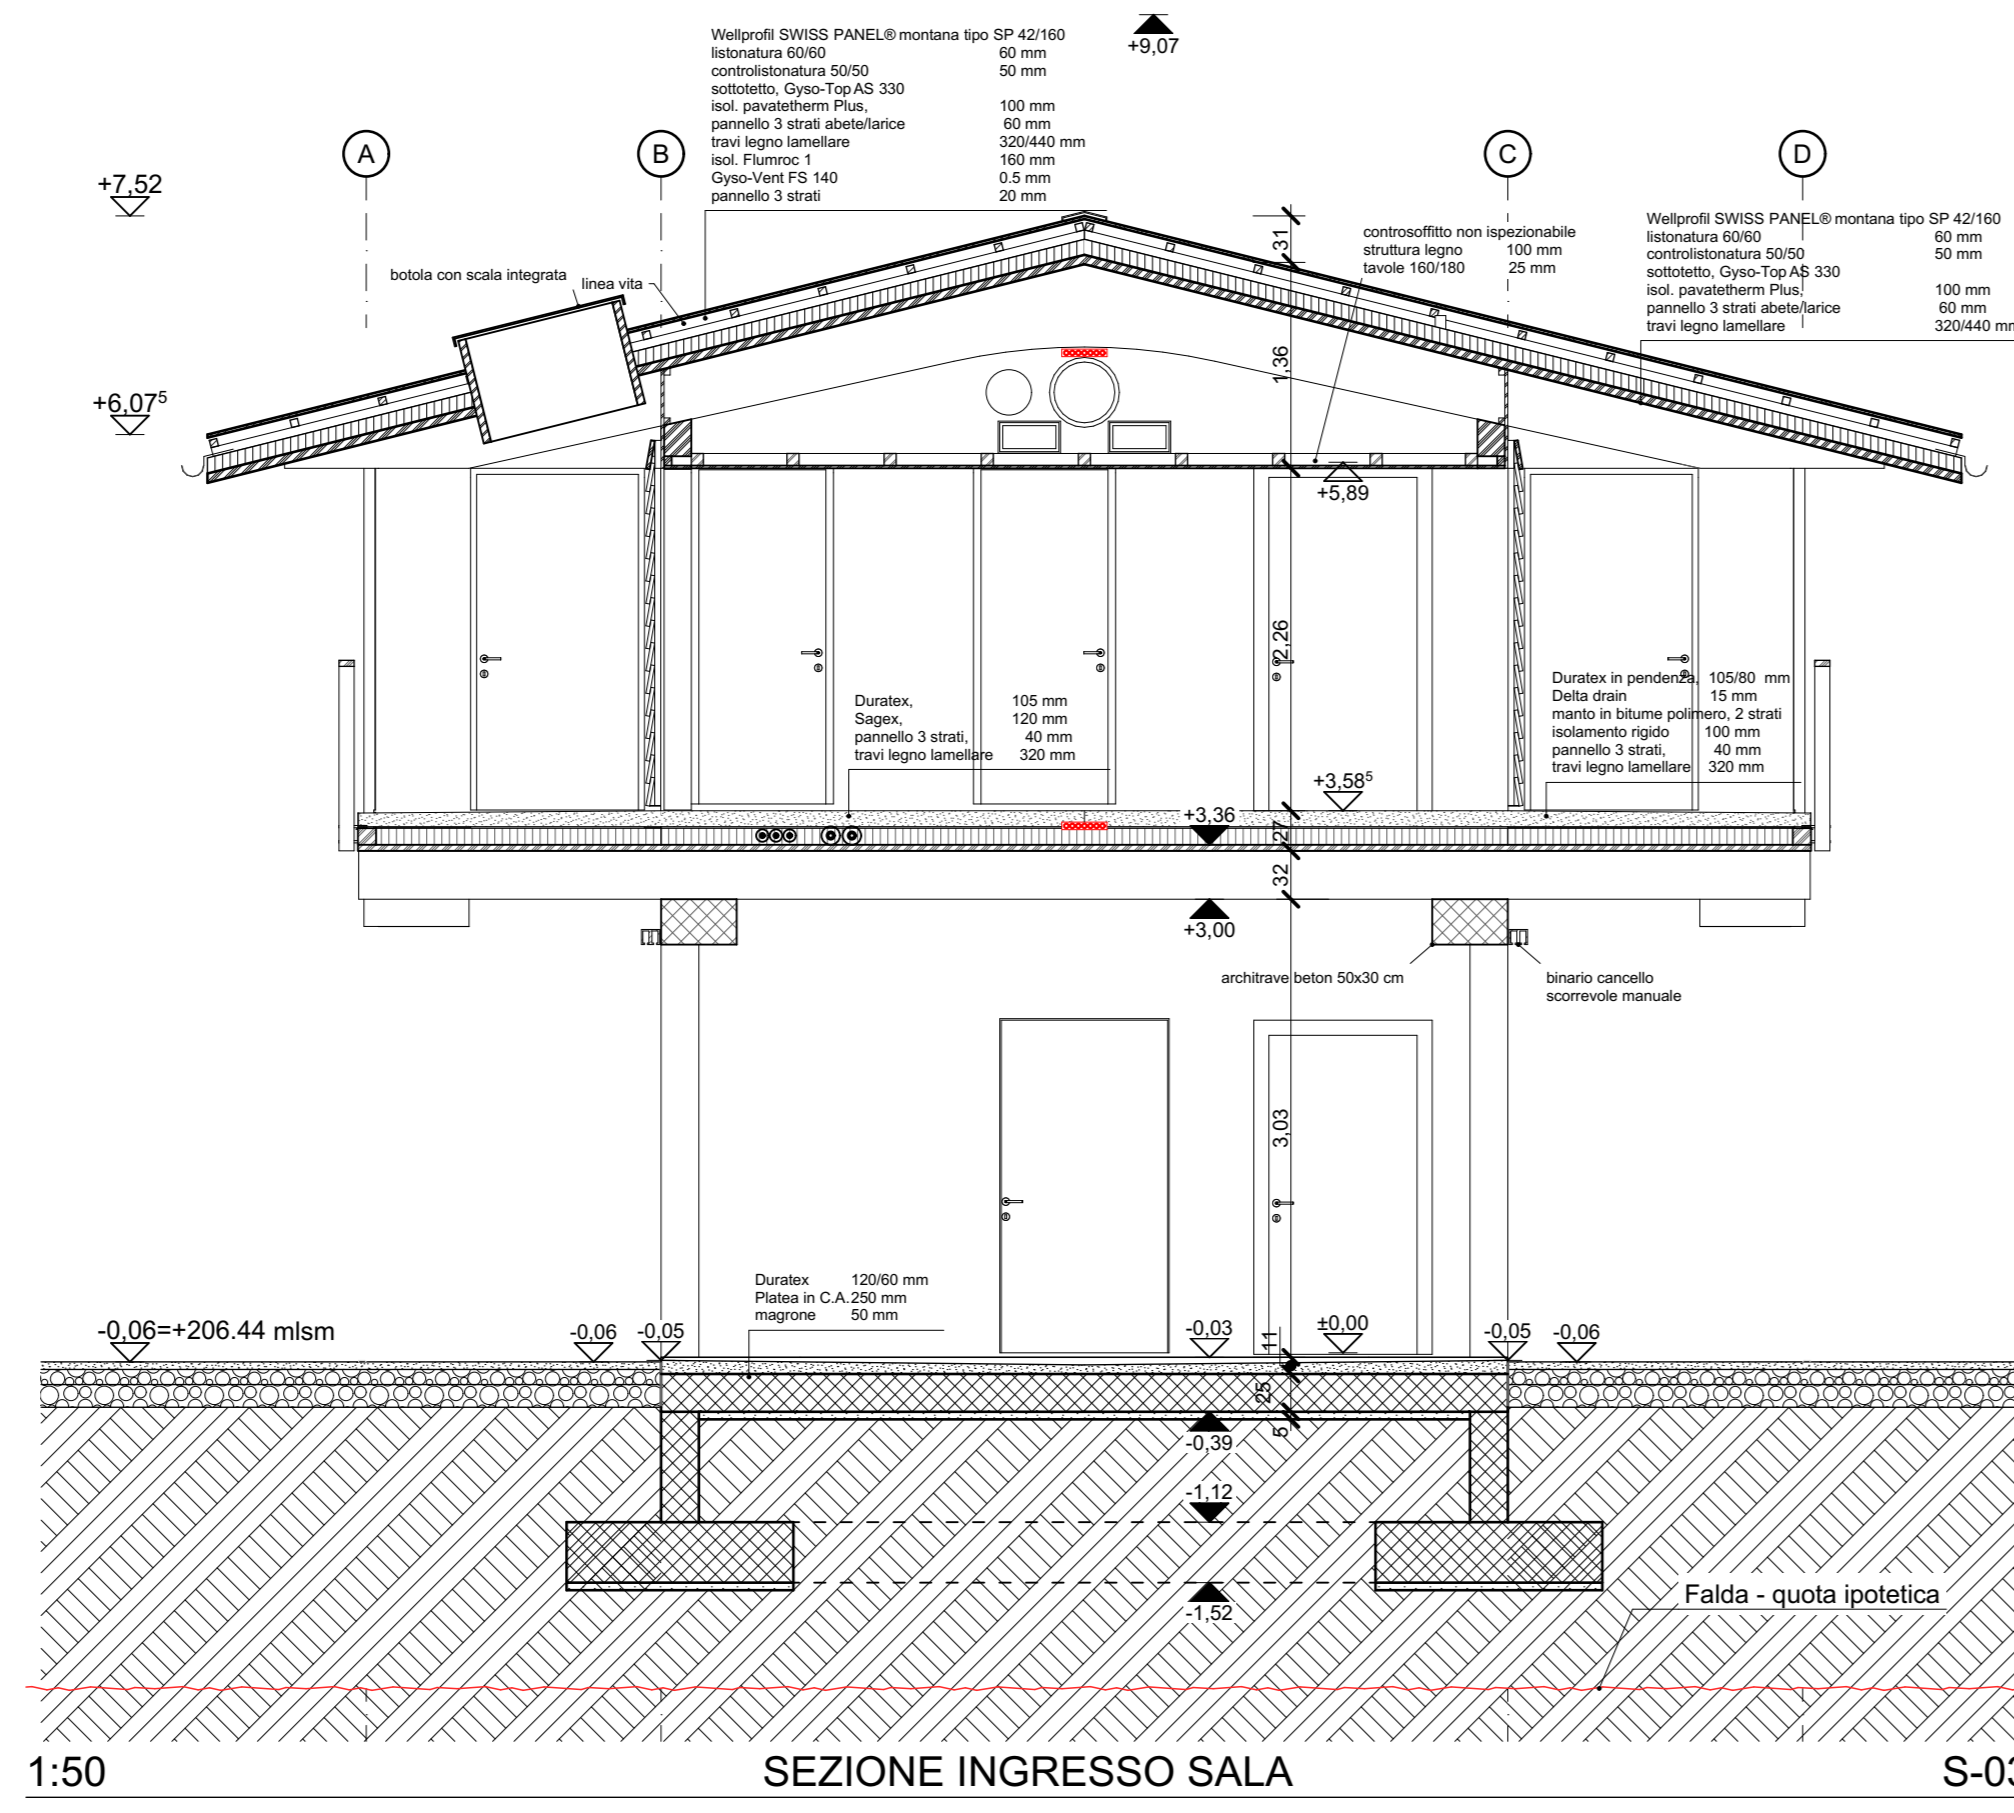 Wellprofil SWISS PANEL® montana tipo SP 42/160
listonatura 60/60 60 mm
controlistonatura 50/50 50 mm
sottotetto, Gyso-Top AS 330
isol. pavatetherm Plus, 100 mm
pannello 3 strati abete/larice 60 mm
travi legno lamellare 320/440 mm
isol. Flumroc 1 160 mm
Gyso-Vent FS 140 0.5 mm
pannello 3 strati 20 mm
+9,07
A
B
C
D
+7,52
Wellprofil SWISS PANEL® montana tipo SP 42/160
listonatura 60/60 60 mm
controlistonatura 50/50 50 mm
sottotetto, Gyso-Top AS 330
isol. pavatetherm Plus, 100 mm
pannello 3 strati abete/larice 60 mm
travi legno lamellare 320/440 mm
controsoffitto non ispezionabile
struttura legno 100 mm
tavole 160/180 25 mm
31
botola con scala integrata
linea vita
1,36
+6,07⁵
+5,89
2,26
Duratex, 105 mm
Sagex, 120 mm
pannello 3 strati, 40 mm
travi legno lamellare 320 mm
Duratex in pendenza, 105/80 mm
Delta drain 15 mm
manto in bitume polimero, 2 strati
isolamento rigido 100 mm
pannello 3 strati, 40 mm
travi legno lamellare 320 mm
+3,58⁵
+3,36
27
32
+3,00
architrave beton 50x30 cm
binario cancello
scorrevole manuale
3,03
Duratex 120/60 mm
Platea in C.A. 250 mm
magrone 50 mm
-0,06=+206.44 mlsm
-0,06
-0,05
-0,03
11
±0,00
-0,05
-0,06
25
5
-0,39
-1,12
-1,52
Falda - quota ipotetica
1:50
SEZIONE INGRESSO SALA
S-03